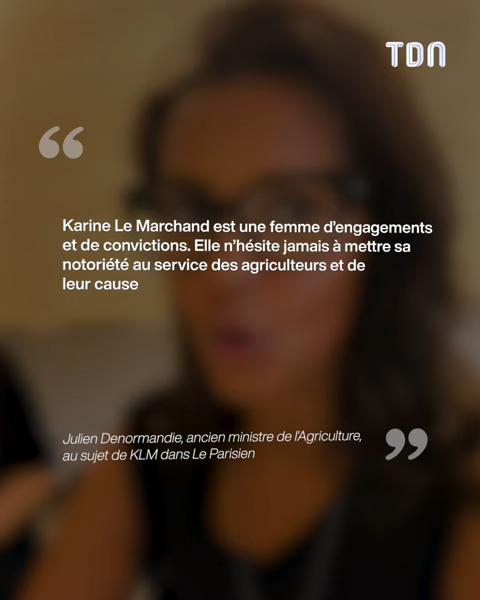 TDN
“
Karine Le Marchand est une femme d’engagements
et de convictions. Elle n’hésite jamais à mettre sa
notoriété au service des agriculteurs et de
leur cause
Julien Denormandie, ancien ministre de l’Agriculture,
au sujet de KLM dans Le Parisien
”